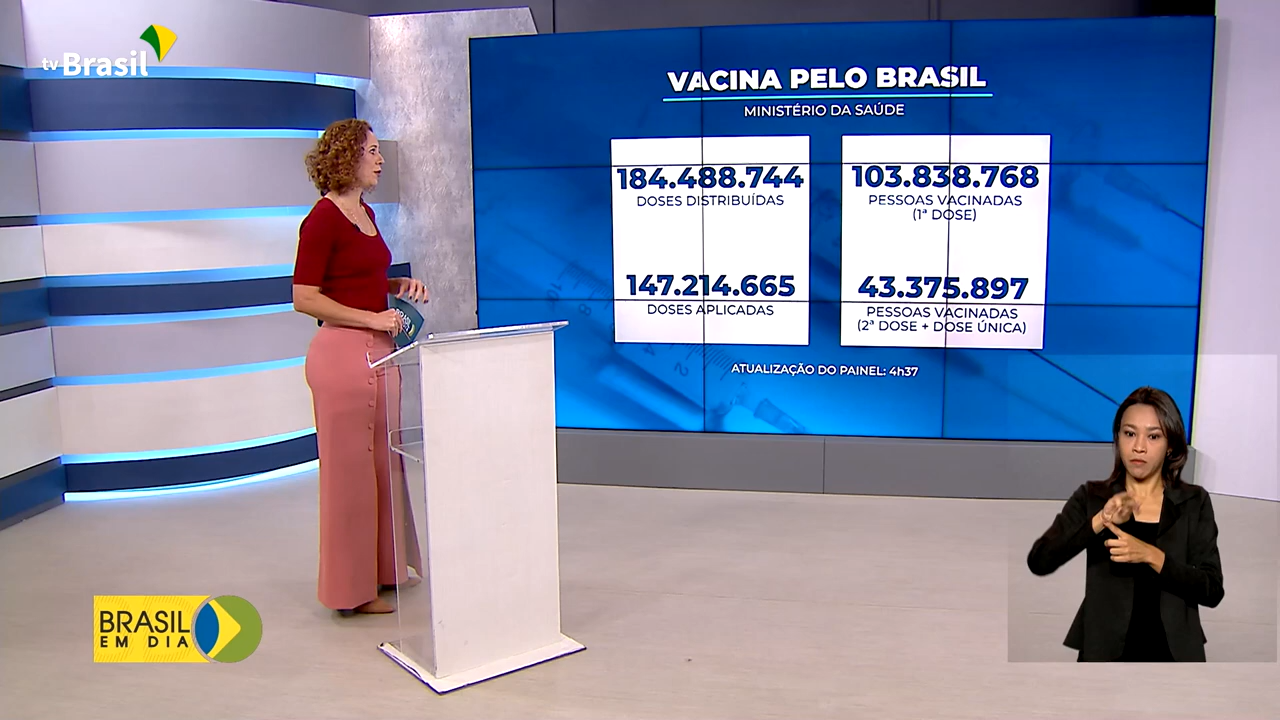 tv Brasil
VACINA PELO BRASIL
MINISTÉRIO DA SAÚDE
184.488.744
DOSES DISTRIBUÍDAS
147.214.665
DOSES APLICADAS
103.838.768
PESSOAS VACINADAS
(1ª DOSE)
43.375.897
PESSOAS VACINADAS
(2ª DOSE + DOSE ÚNICA)
ATUALIZAÇÃO DO PAINEL: 4h37
BRASIL
EM DIA